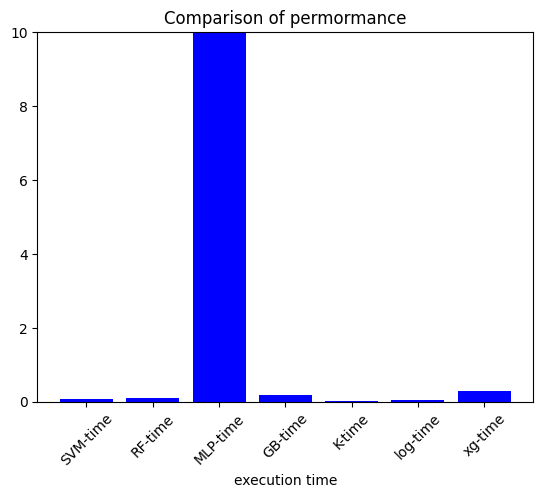 Comparison of permormance
10
8
6
4
2
0
SVM-time
RF-time
MLP-time
GB-time
K-time
log-time
xg-time
execution time